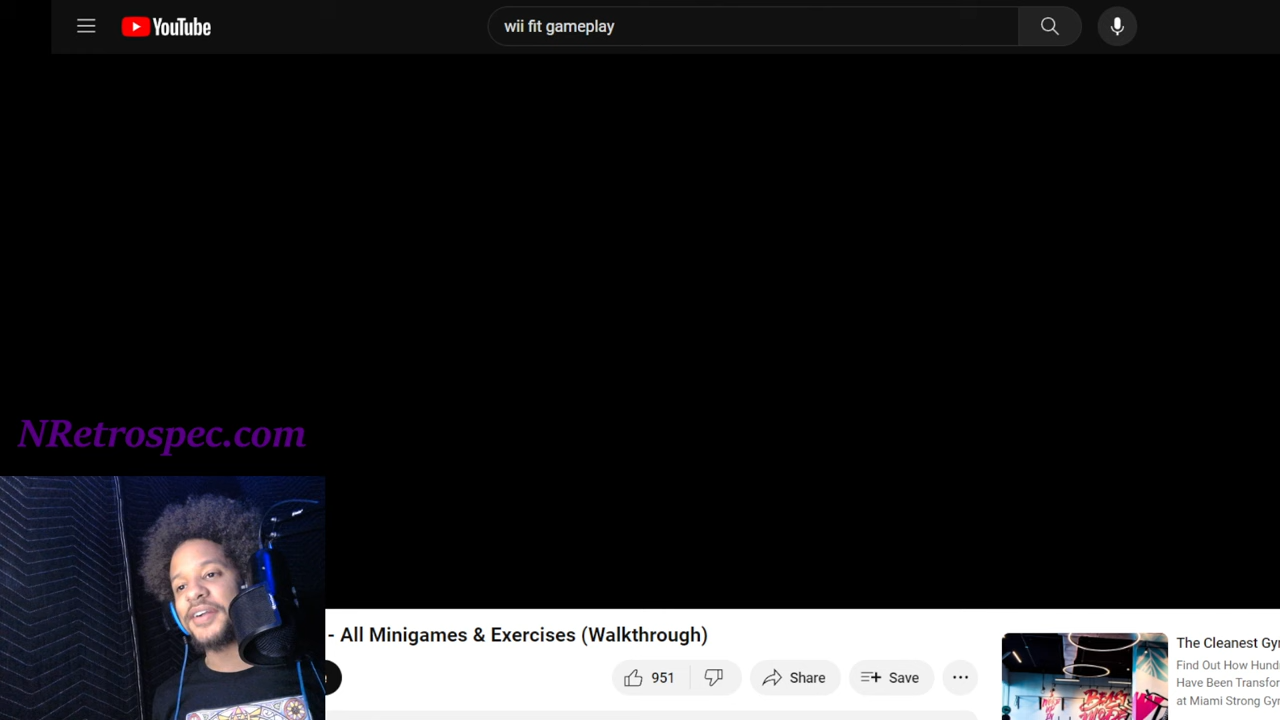 YouTube
wii fit gameplay
NRetrospec.com
- All Minigames & Exercises (Walkthrough)
951
Share
Save
The Cleanest Gy
Find Out How Hund
Have Been Transfor
at Miami Strong Gy
BEAST